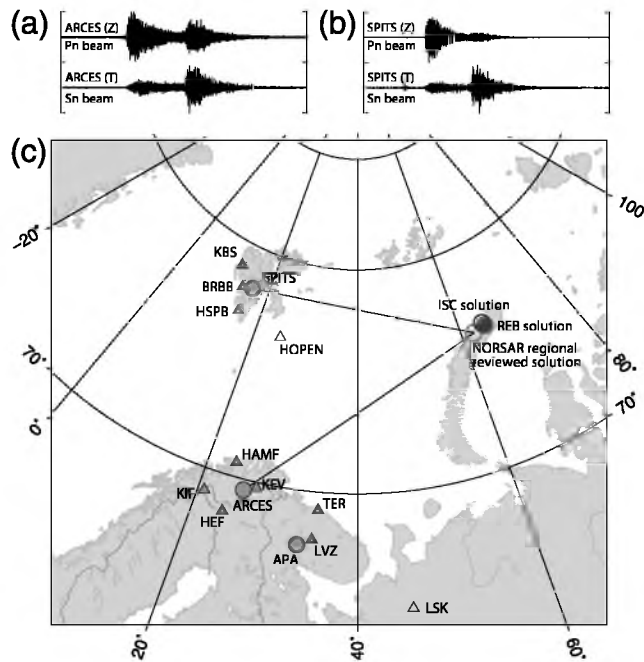 (a)
ARCES (Z)
Pn beam
ARCES (T)
Sn beam
(b)
SPITS (Z)
Pn beam
SPITS (T)
Sn beam
(c)
100
-20°
KBS
SPITS
BRBB
HSPB
HOPEN
ISC solution
REB solution
NORSAR regional
reviewed solution
80°
70°
70°
0°
HAMF
KIF
KEV
ARCES
HEF
TER
LVZ
APA
LSK
20°
40°
60°